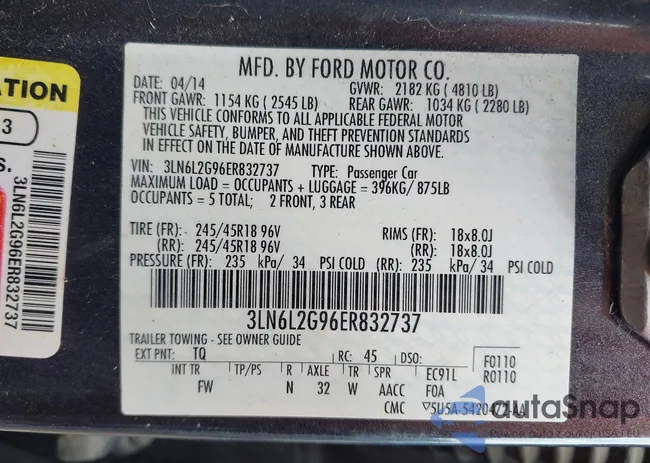 ATION
3
S.
3LN6L2G96ER832737
MFD. BY FORD MOTOR CO.
DATE: 04/14 GVWR: 2182 KG ( 4810 LB)
FRONT GAWR: 1154 KG ( 2545 LB) REAR GAWR: 1034 KG ( 2280 LB)
THIS VEHICLE CONFORMS TO ALL APPLICABLE FEDERAL MOTOR
VEHICLE SAFETY, BUMPER, AND THEFT PREVENTION STANDARDS
IN EFFECT ON THE DATE OF MANUFACTURE SHOWN ABOVE.
VIN: 3LN6L2G96ER832737 TYPE: Passenger Car
MAXIMUM LOAD = OCCUPANTS + LUGGAGE = 396KG/ 875LB
OCCUPANTS = 5 TOTAL; 2 FRONT, 3 REAR
TIRE (FR): 245/45R18 96V RIMS (FR): 18x8.0J
(RR): 245/45R18 96V (RR): 18x8.0J
PRESSURE (FR): 235 kPa/ 34 PSI COLD (RR): 235 kPa/ 34 PSI COLD
3LN6L2G96ER832737
TRAILER TOWING - SEE OWNER GUIDE
EXT PNT: TQ RC: 45 DSO: F0110
INT TR TP/PS R AXLE TR SPR EC91L R0110
FW N 32 W AACC FOA
CMC
autoSnap